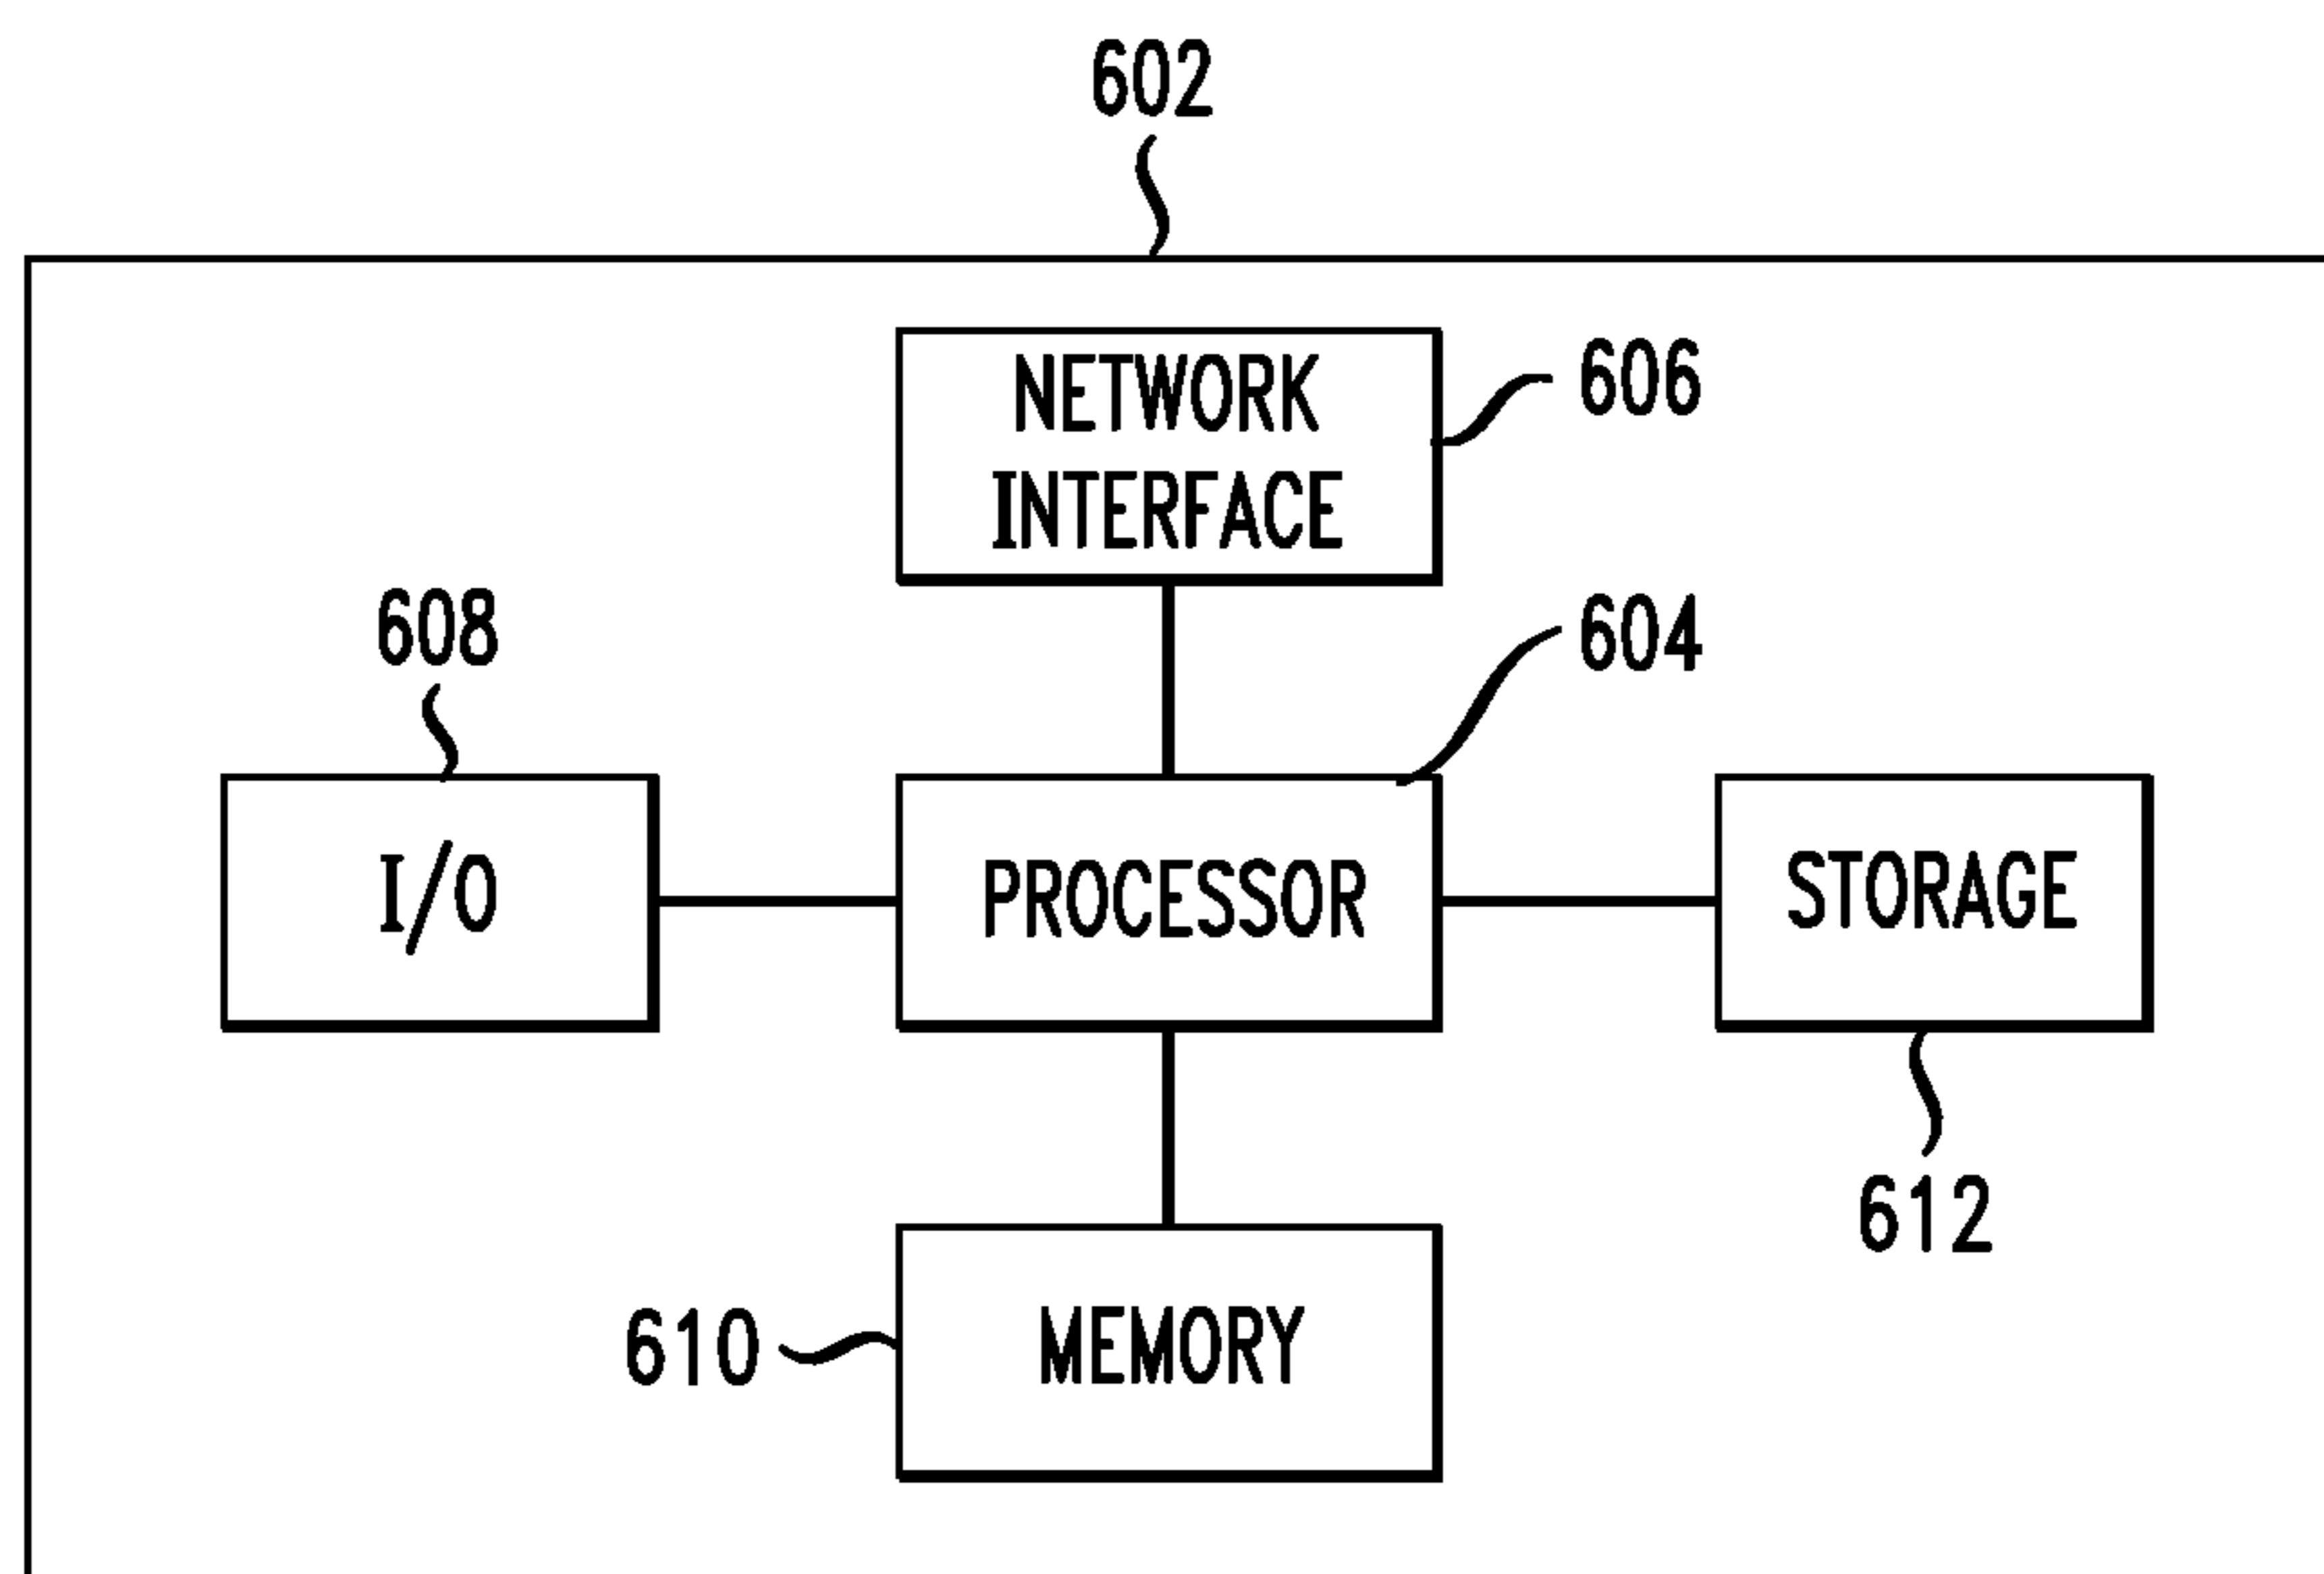 602
NETWORK
INTERFACE
606
608
604
I/O
PROCESSOR
STORAGE
612
610
MEMORY